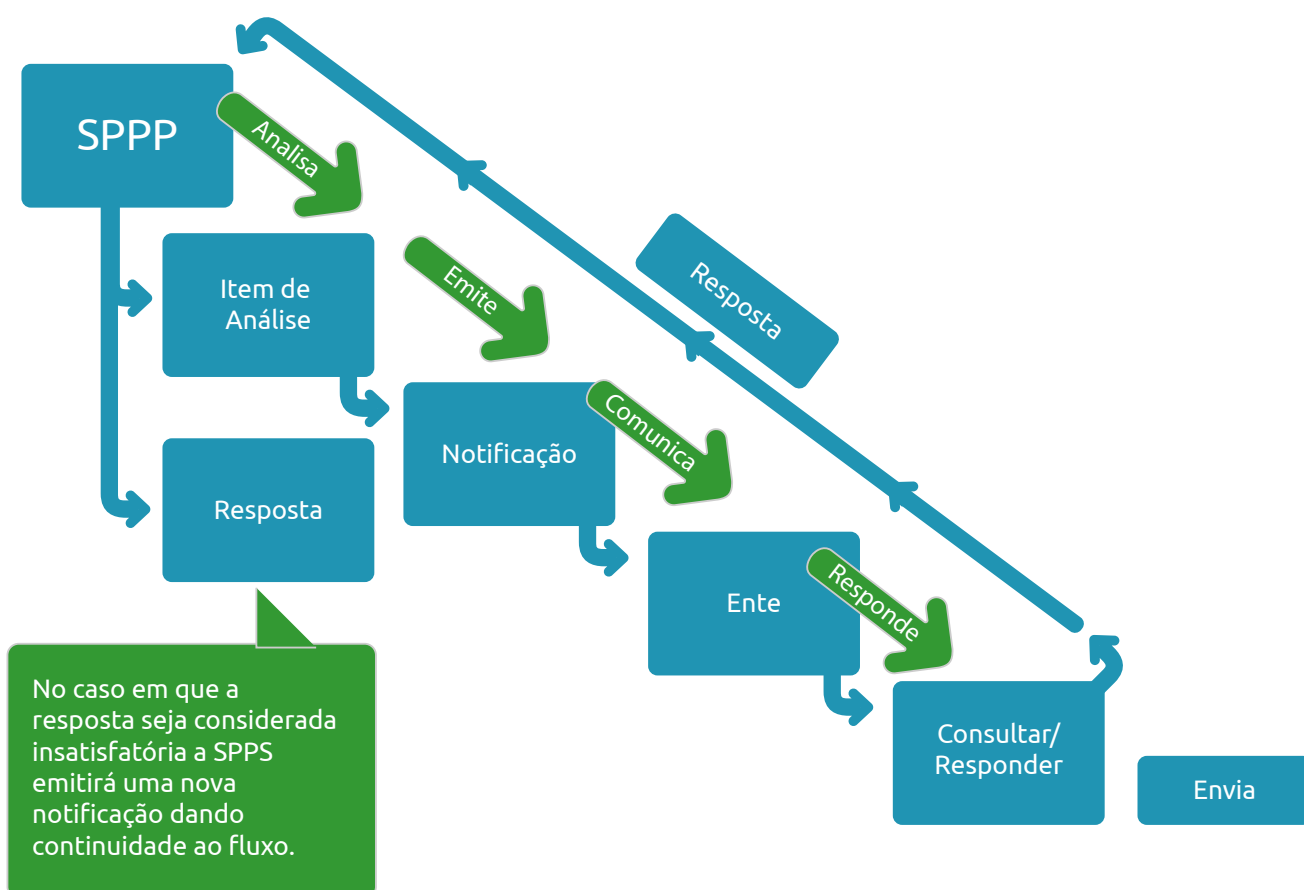 SPPP
Analisa
Item de
Análise
Emite
Resposta
Notificação
Comunica
Resposta
Ente
Responde
No caso em que a
resposta seja considerada
insatisfatória a SPPS
emitirá uma nova
notificação dando
continuidade ao fluxo.
Consultar/
Responder
Envia